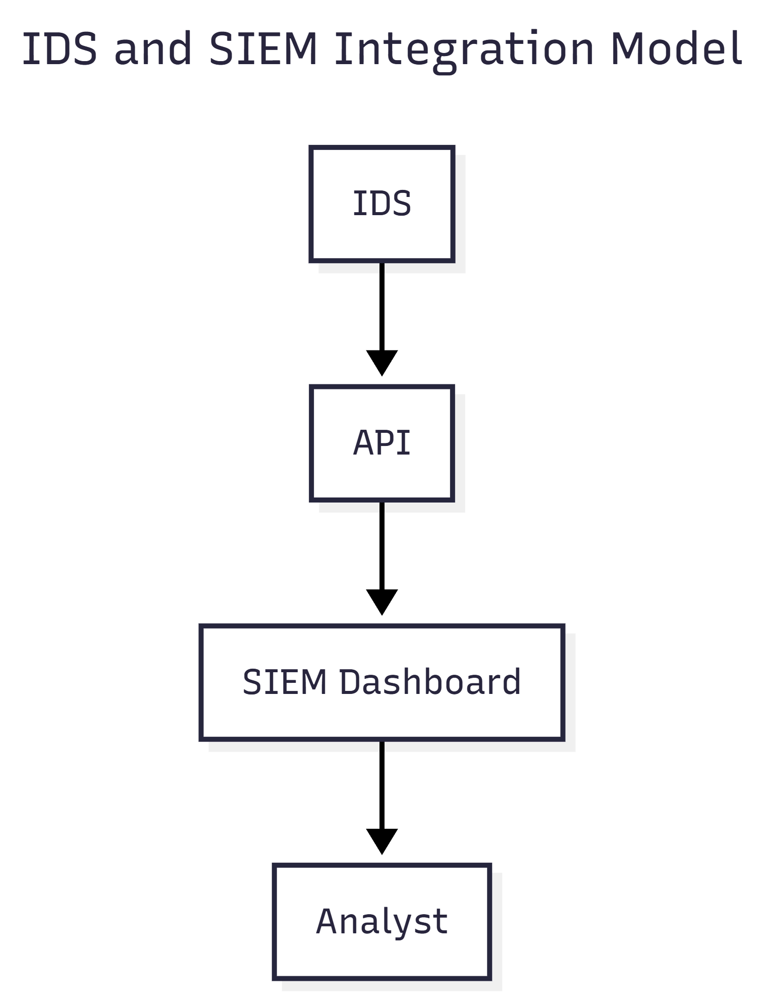 IDS and SIEM Integration Model
IDS
API
SIEM Dashboard
Analyst